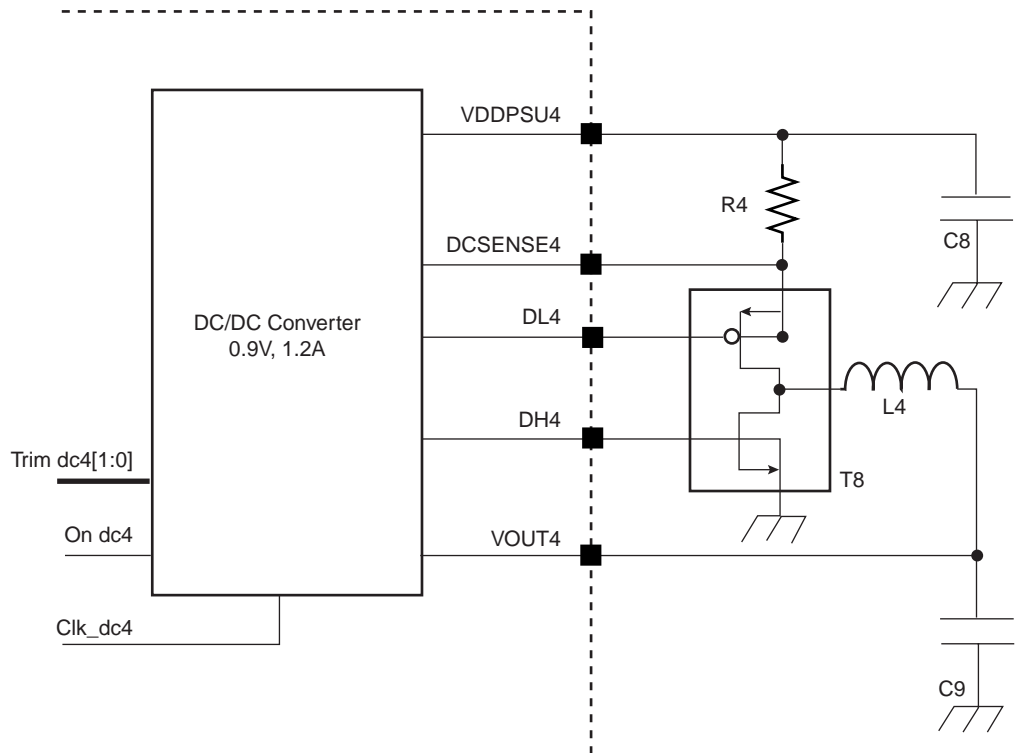 VDDPSU4
R4
C8
DCSENSE4
DC/DC Converter
0.9V, 1.2A
DL4
L4
DH4
Trim dc4[1:0]
T8
On dc4
VOUT4
Clk_dc4
C9